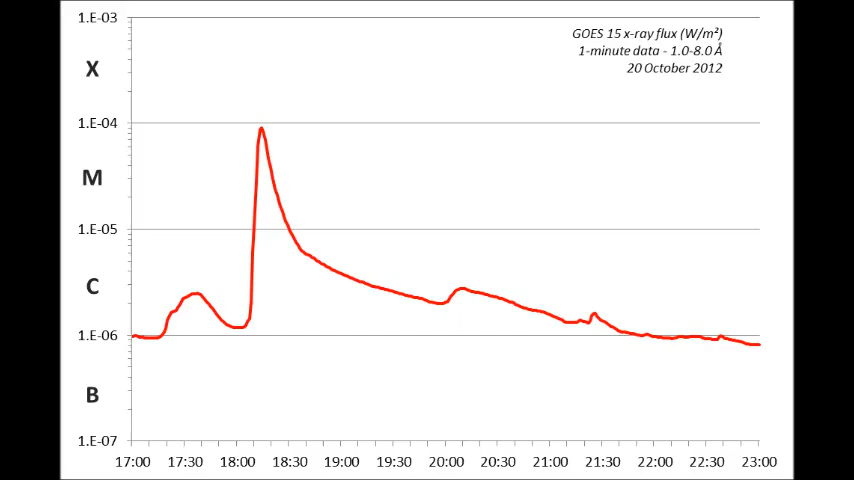 1.E-03
GOES 15 x-ray flux (W/m²)
1-minute data - 1.0-8.0 Å
20 October 2012
X
1.E-04
M
1.E-05
C
1.E-06
B
1.E-07
17:00 17:30 18:00 18:30 19:00 19:30 20:00 20:30 21:00 21:30 22:00 22:30 23:00